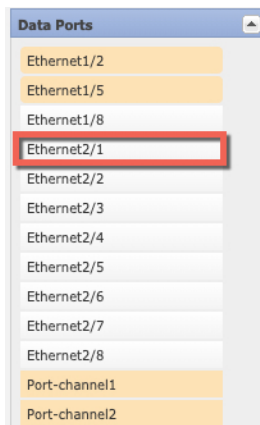 Data Ports
Ethernet1/2
Ethernet1/5
Ethernet1/8
Ethernet2/1
Ethernet2/2
Ethernet2/3
Ethernet2/4
Ethernet2/5
Ethernet2/6
Ethernet2/7
Ethernet2/8
Port-channel1
Port-channel2